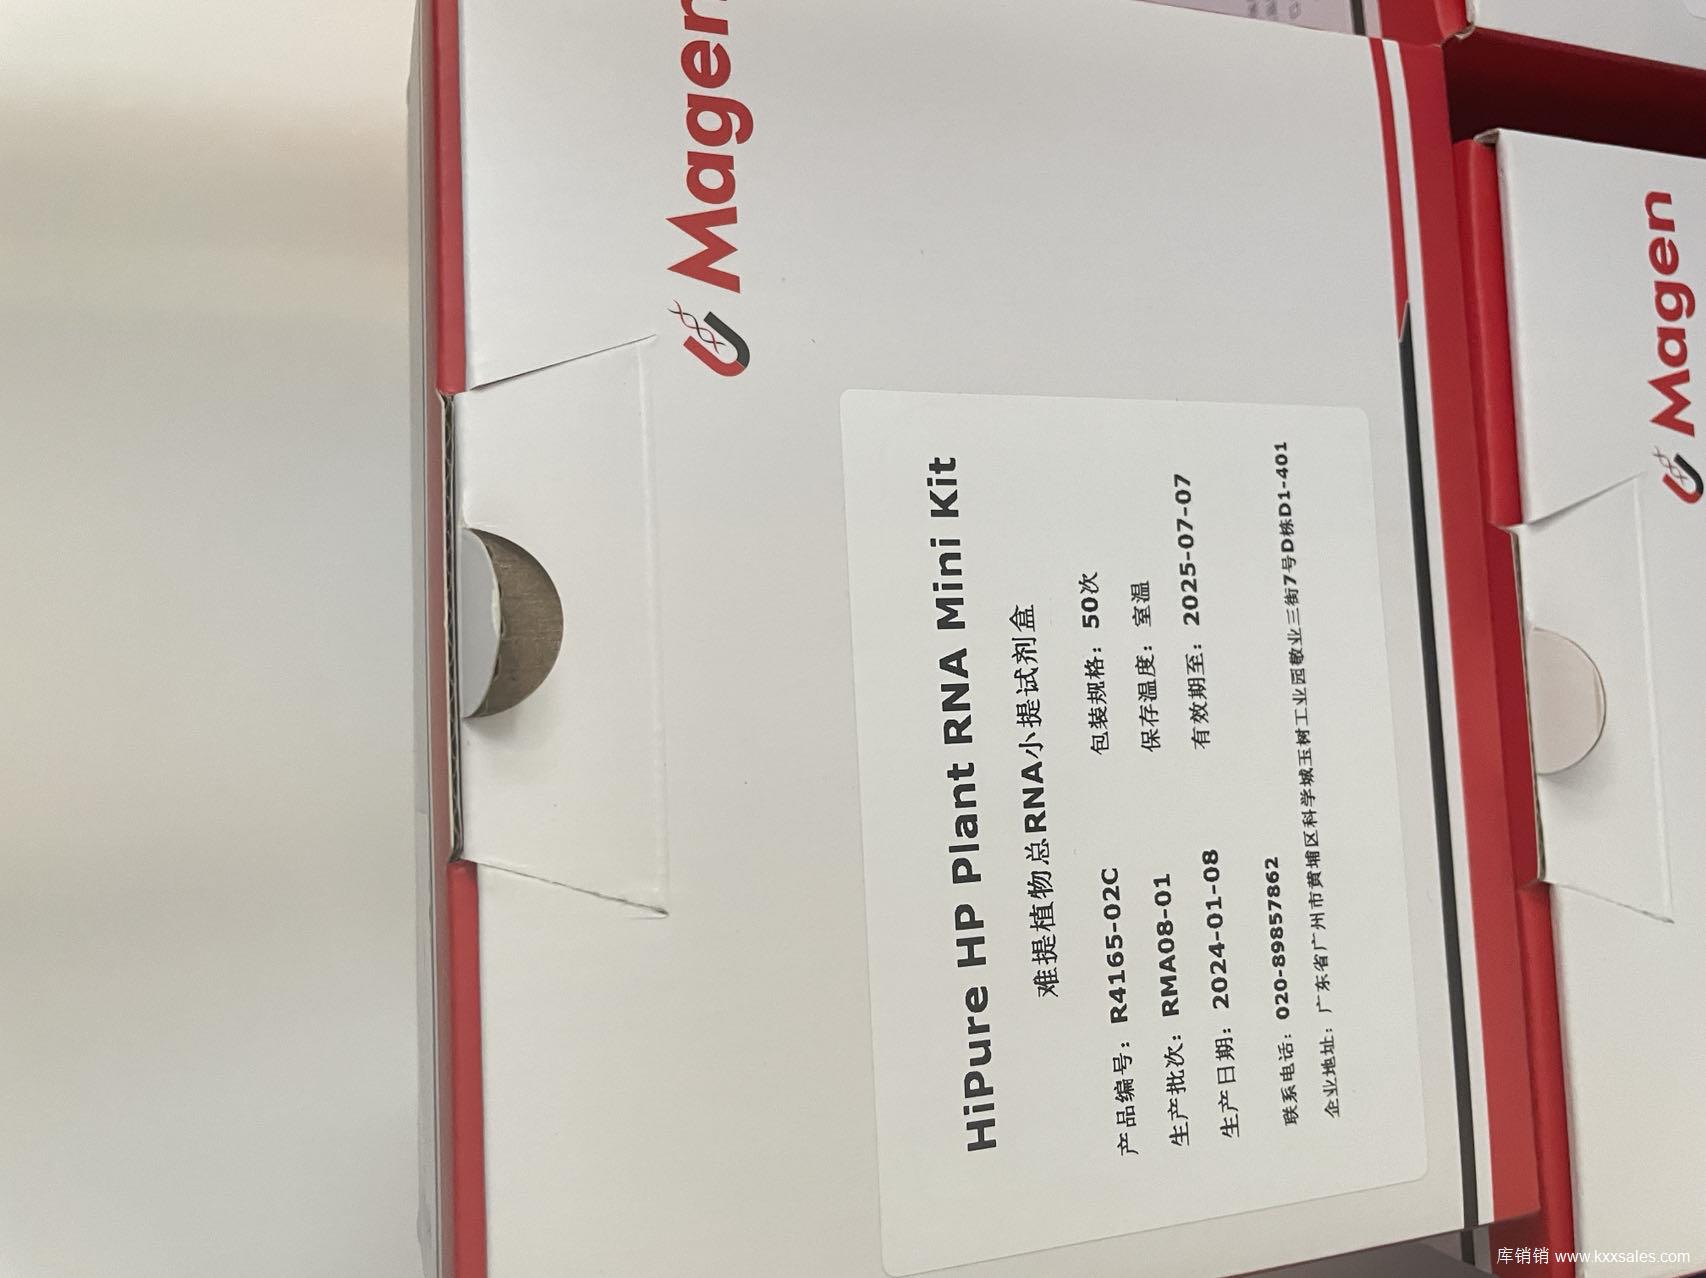 Magen
HiPure HP Plant RNA Mini Kit
难提植物总RNA小提试剂盒
产品编号： R4165-02C 包装规格： 50次
生产批次： RMA08-01 保存温度： 室温
生产日期： 2024-01-08 有效期至： 2025-07-07
联系电话： 020-89857862
企业地址： 广东省广州市黄埔区科学城玉树工业园敬业三街7号D栋D1-401
Magen
库销销 www.kxxsales.com